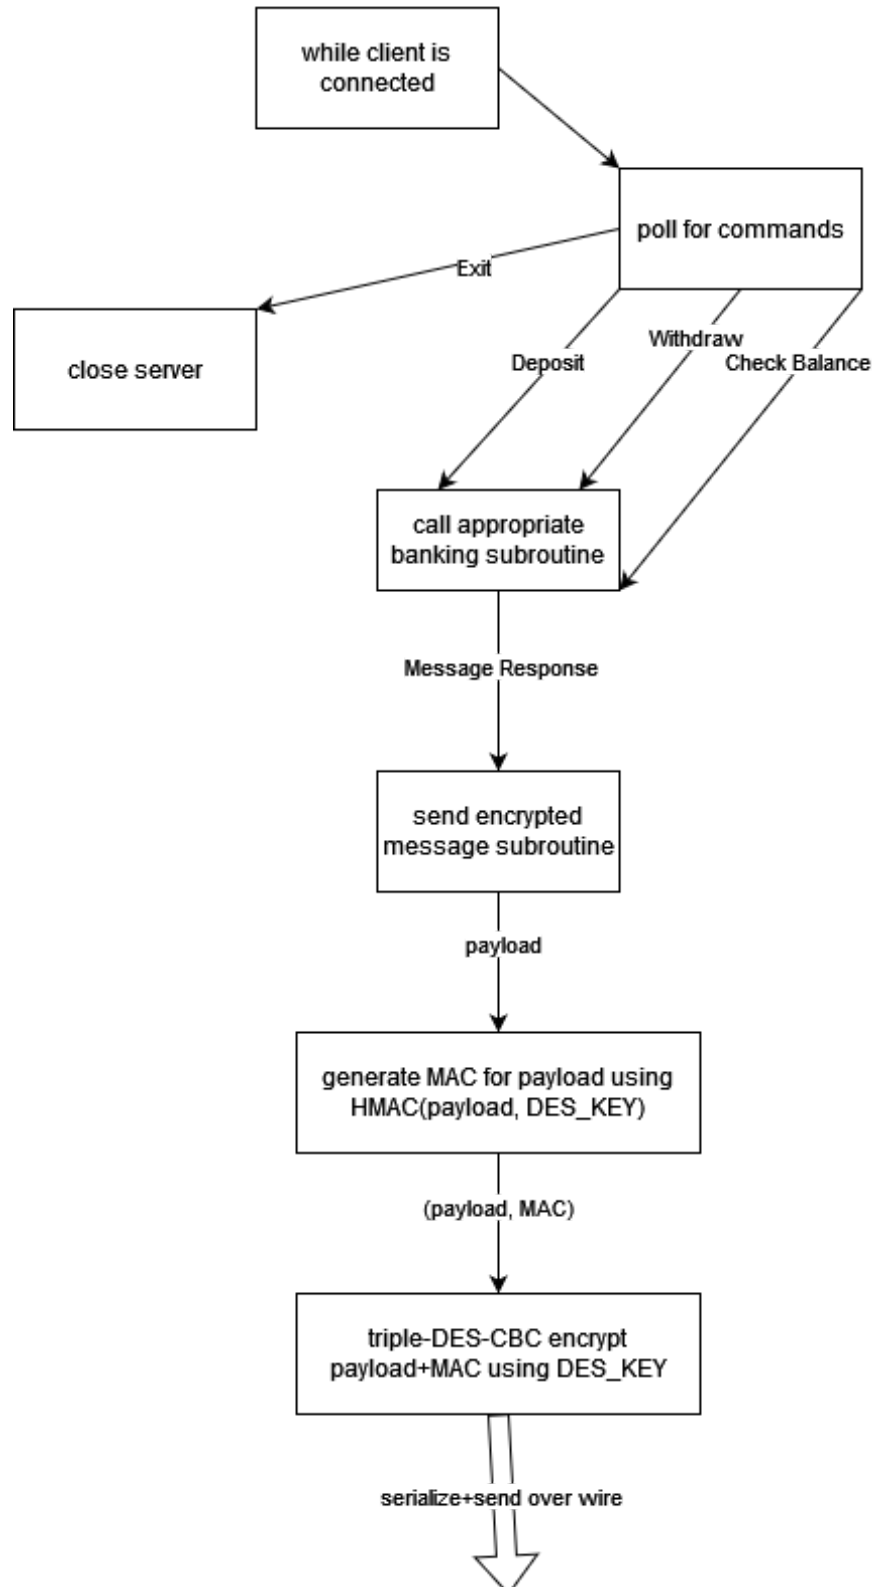 while client is
connected
poll for commands
Exit
close server
Withdraw
Deposit
Check Balance
call appropriate
banking subroutine
Message Response
send encrypted
message subroutine
payload
generate MAC for payload using
HMAC(payload, DES_KEY)
(payload, MAC)
triple-DES-CBC encrypt
payload+MAC using DES_KEY
serialize+send over wire